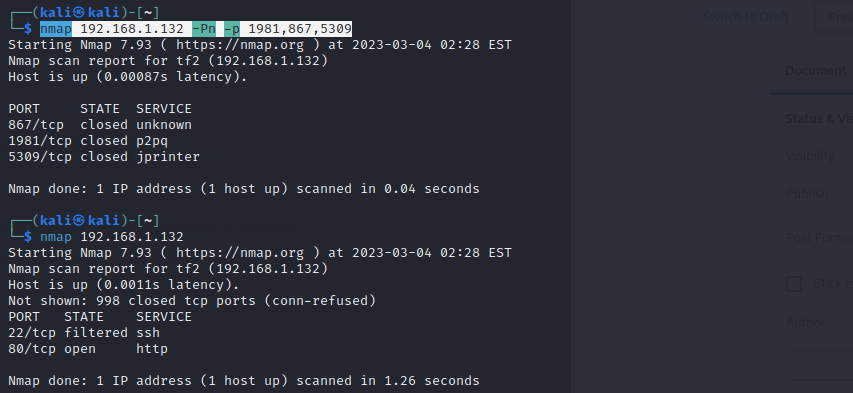 ┌──(kali㉿kali)-[~]
└─$ nmap 192.168.1.132 -Pn -p 1981,867,5309
Starting Nmap 7.93 ( https://nmap.org ) at 2023-03-04 02:28 EST
Nmap scan report for tf2 (192.168.1.132)
Host is up (0.00087s latency).

PORT     STATE  SERVICE
867/tcp  closed unknown
1981/tcp closed p2pq
5309/tcp closed jprinter

Nmap done: 1 IP address (1 host up) scanned in 0.04 seconds

┌──(kali㉿kali)-[~]
└─$ nmap 192.168.1.132
Starting Nmap 7.93 ( https://nmap.org ) at 2023-03-04 02:28 EST
Nmap scan report for tf2 (192.168.1.132)
Host is up (0.0011s latency).
Not shown: 998 closed tcp ports (conn-refused)
PORT   STATE    SERVICE
22/tcp filtered ssh
80/tcp open     http

Nmap done: 1 IP address (1 host up) scanned in 1.26 seconds
Switch to Draft
Document
Status &
Visibility
Publish
Post
Author